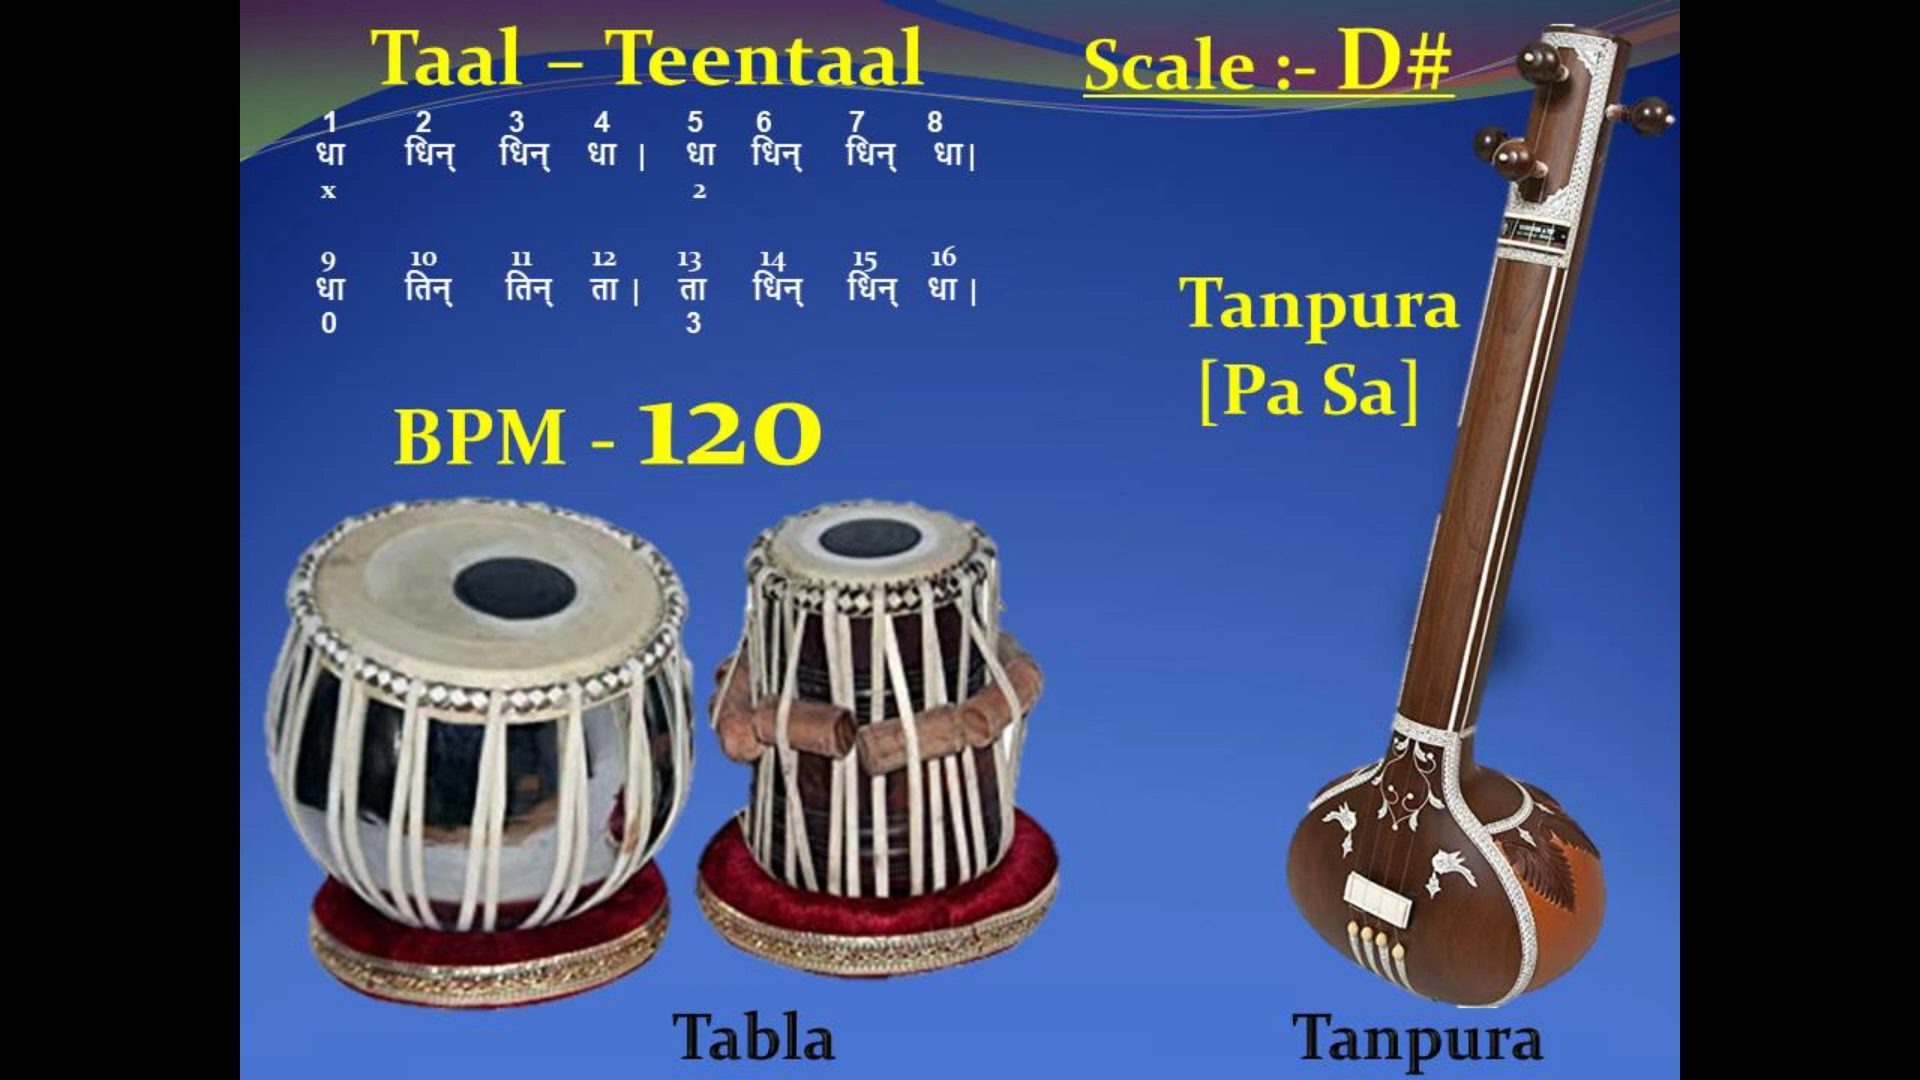 Taal – Teentaal
Scale :- D#
1 2 3 4 5 6 7 8
धा धिन् धिन् धा | धा धिन् धिन् धा|
x 2
9 10 11 12 13 14 15 16
धा तिन् तिन् ता | ता धिन् धिन् धा |
0 3
Tanpura
[Pa Sa]
BPM - 120
Tabla
Tanpura